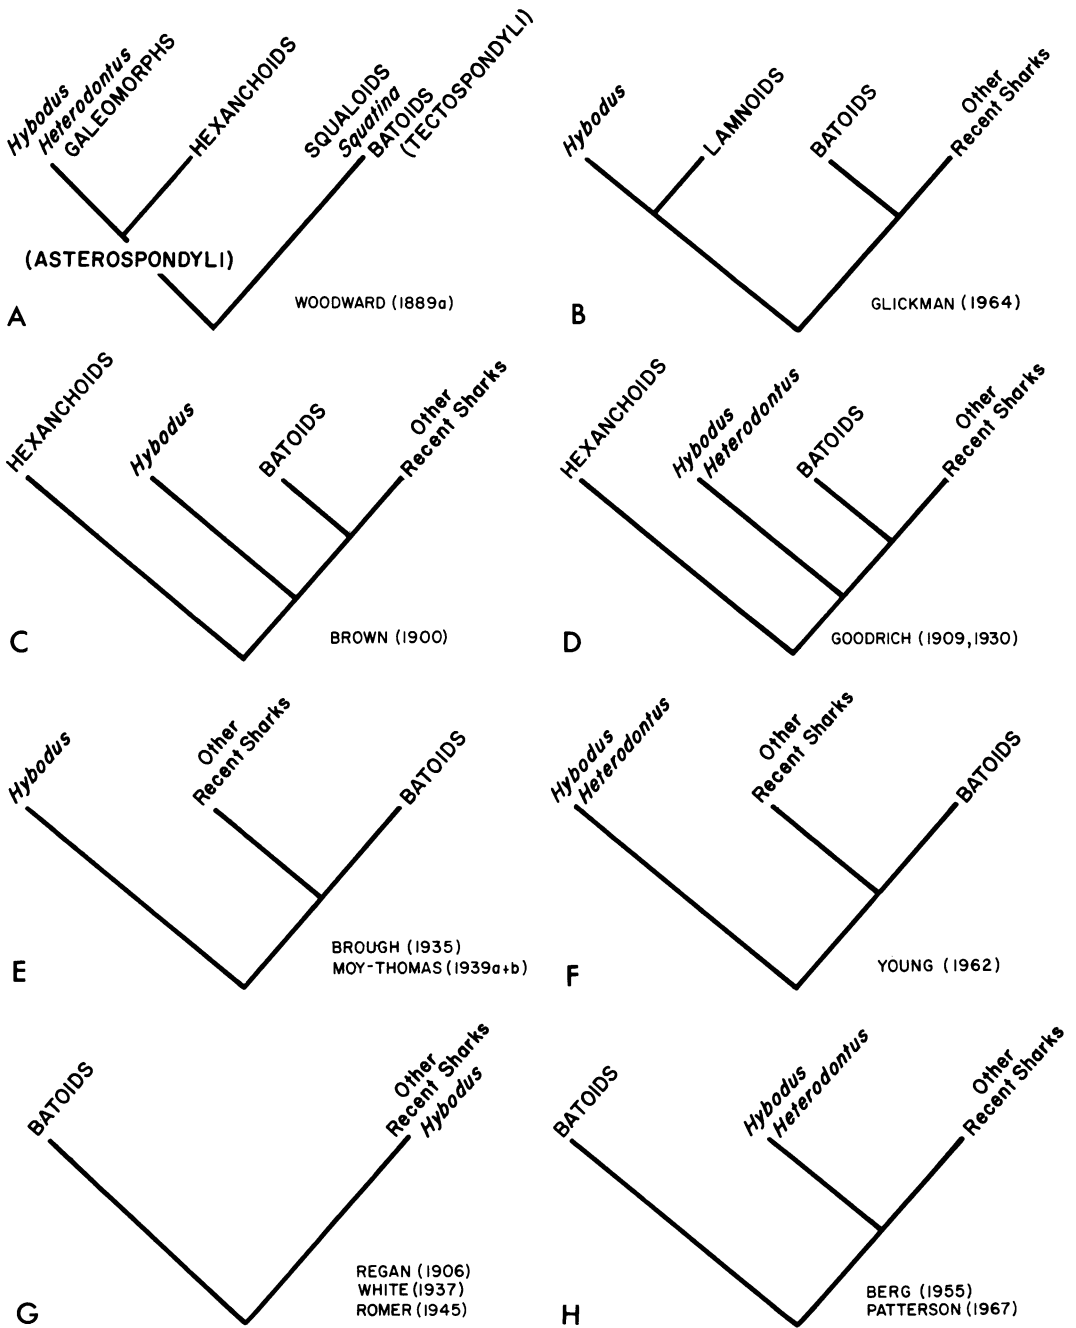 Hybodus
Heterodontus
GALEOMORPHS
HEXANCHOIDS
SQUALOIDS
Squatina
BATOIDS
(TECTOSPONDYLI)
(ASTEROSPONDYLI)
WOODWARD (1889a)
A
Hybodus
LAMNOIDS
BATOIDS
Other
Recent Sharks
GLICKMAN (1964)
B
HEXANCHOIDS
Hybodus
BATOIDS
Other
Recent Sharks
BROWN (1900)
C
HEXANCHOIDS
Hybodus
Heterodontus
BATOIDS
Other
Recent Sharks
GOODRICH (1909,1930)
D
Hybodus
Other
Recent Sharks
BATOIDS
BROUGH (1935)
MOY-THOMAS (1939a+b)
E
Hybodus
Heterodontus
Other
Recent Sharks
BATOIDS
YOUNG (1962)
F
BATOIDS
Other
Recent Sharks
Hybodus
REGAN (1906)
WHITE (1937)
ROMER (1945)
G
BATOIDS
Hybodus
Heterodontus
Other
Recent Sharks
BERG (1955)
PATTERSON (1967)
H